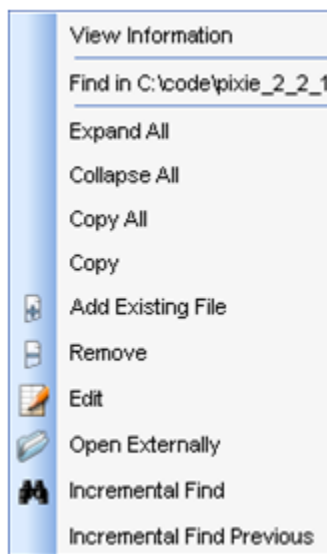 View Information
Find in C:\code\pixie_2_2_1
Expand All
Collapse All
Copy All
Copy
Add Existing File
Remove
Edit
Open Externally
Incremental Find
Incremental Find Previous